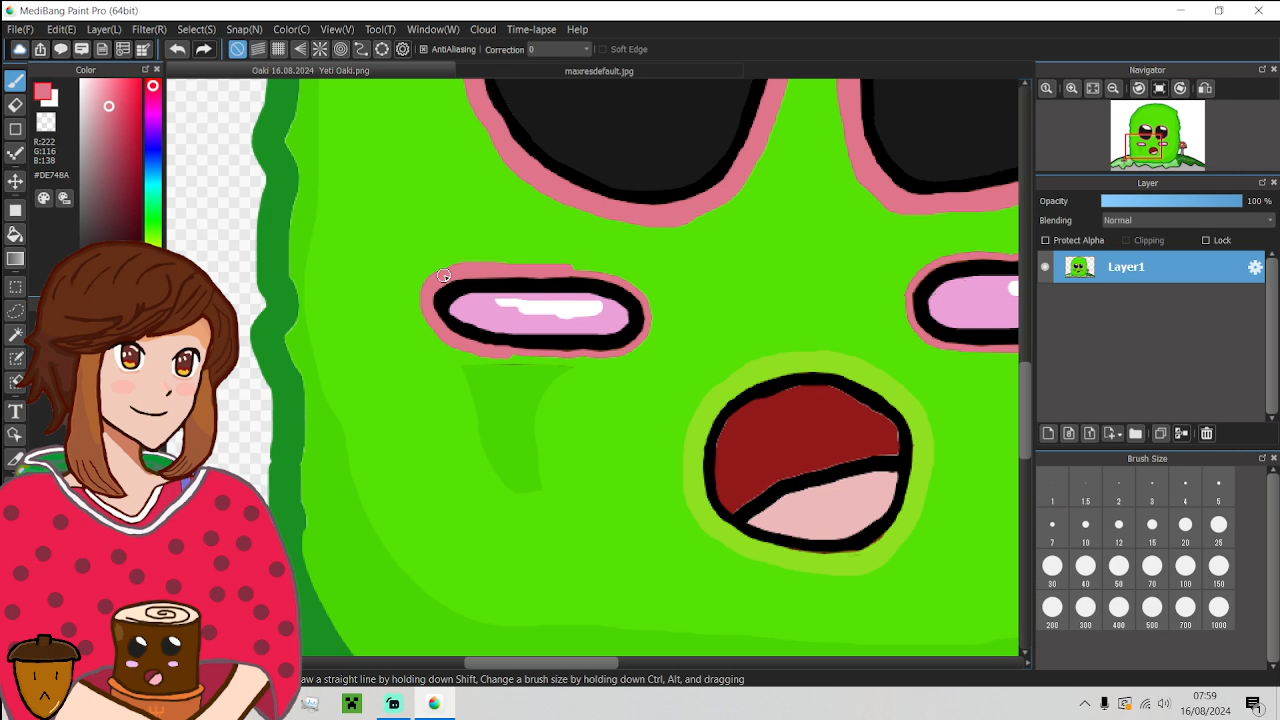 MediBang Paint Pro (64bit)
File(F) Edit(E) Layer(L) Filter(R) Select(S) Snap(N) Color(C) View(V) Tool(T) Window(W) Cloud Time-lapse Help
AntiAliasing Correction 0 Soft Edge
Color
Oaki 16.08.2024 Yeti Oaki.png
maxresdefault.jpg
Navigator
R:222
G:116
B:138
#DE748A
Layer
Opacity 100 %
Blending Normal
Protect Alpha Clipping Lock
Layer1
T
Brush Size
1 1.5 2 3 4 5
7 10 12 15 20 25
30 40 50 70 100 150
200 300 400 500 700 1000
aw a straight line by holding down Shift, Change a brush size by holding down Ctrl, Alt, and dragging
07:59
16/08/2024
1